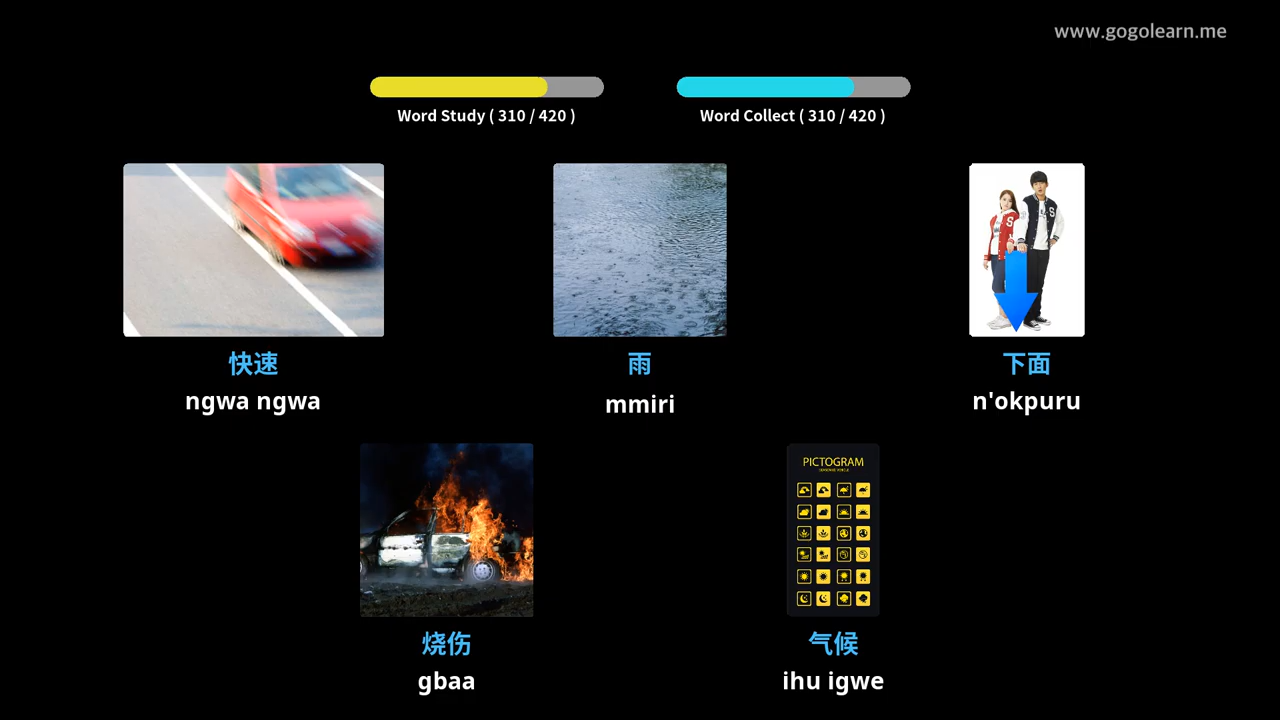 www.gogolearn.me
Word Study ( 310 / 420 )
Word Collect ( 310 / 420 )
快速
ngwa ngwa
雨
mmiri
下面
n'okpuru
S
S
PICTOGRAM
烧伤
gbaa
气候
ihu igwe